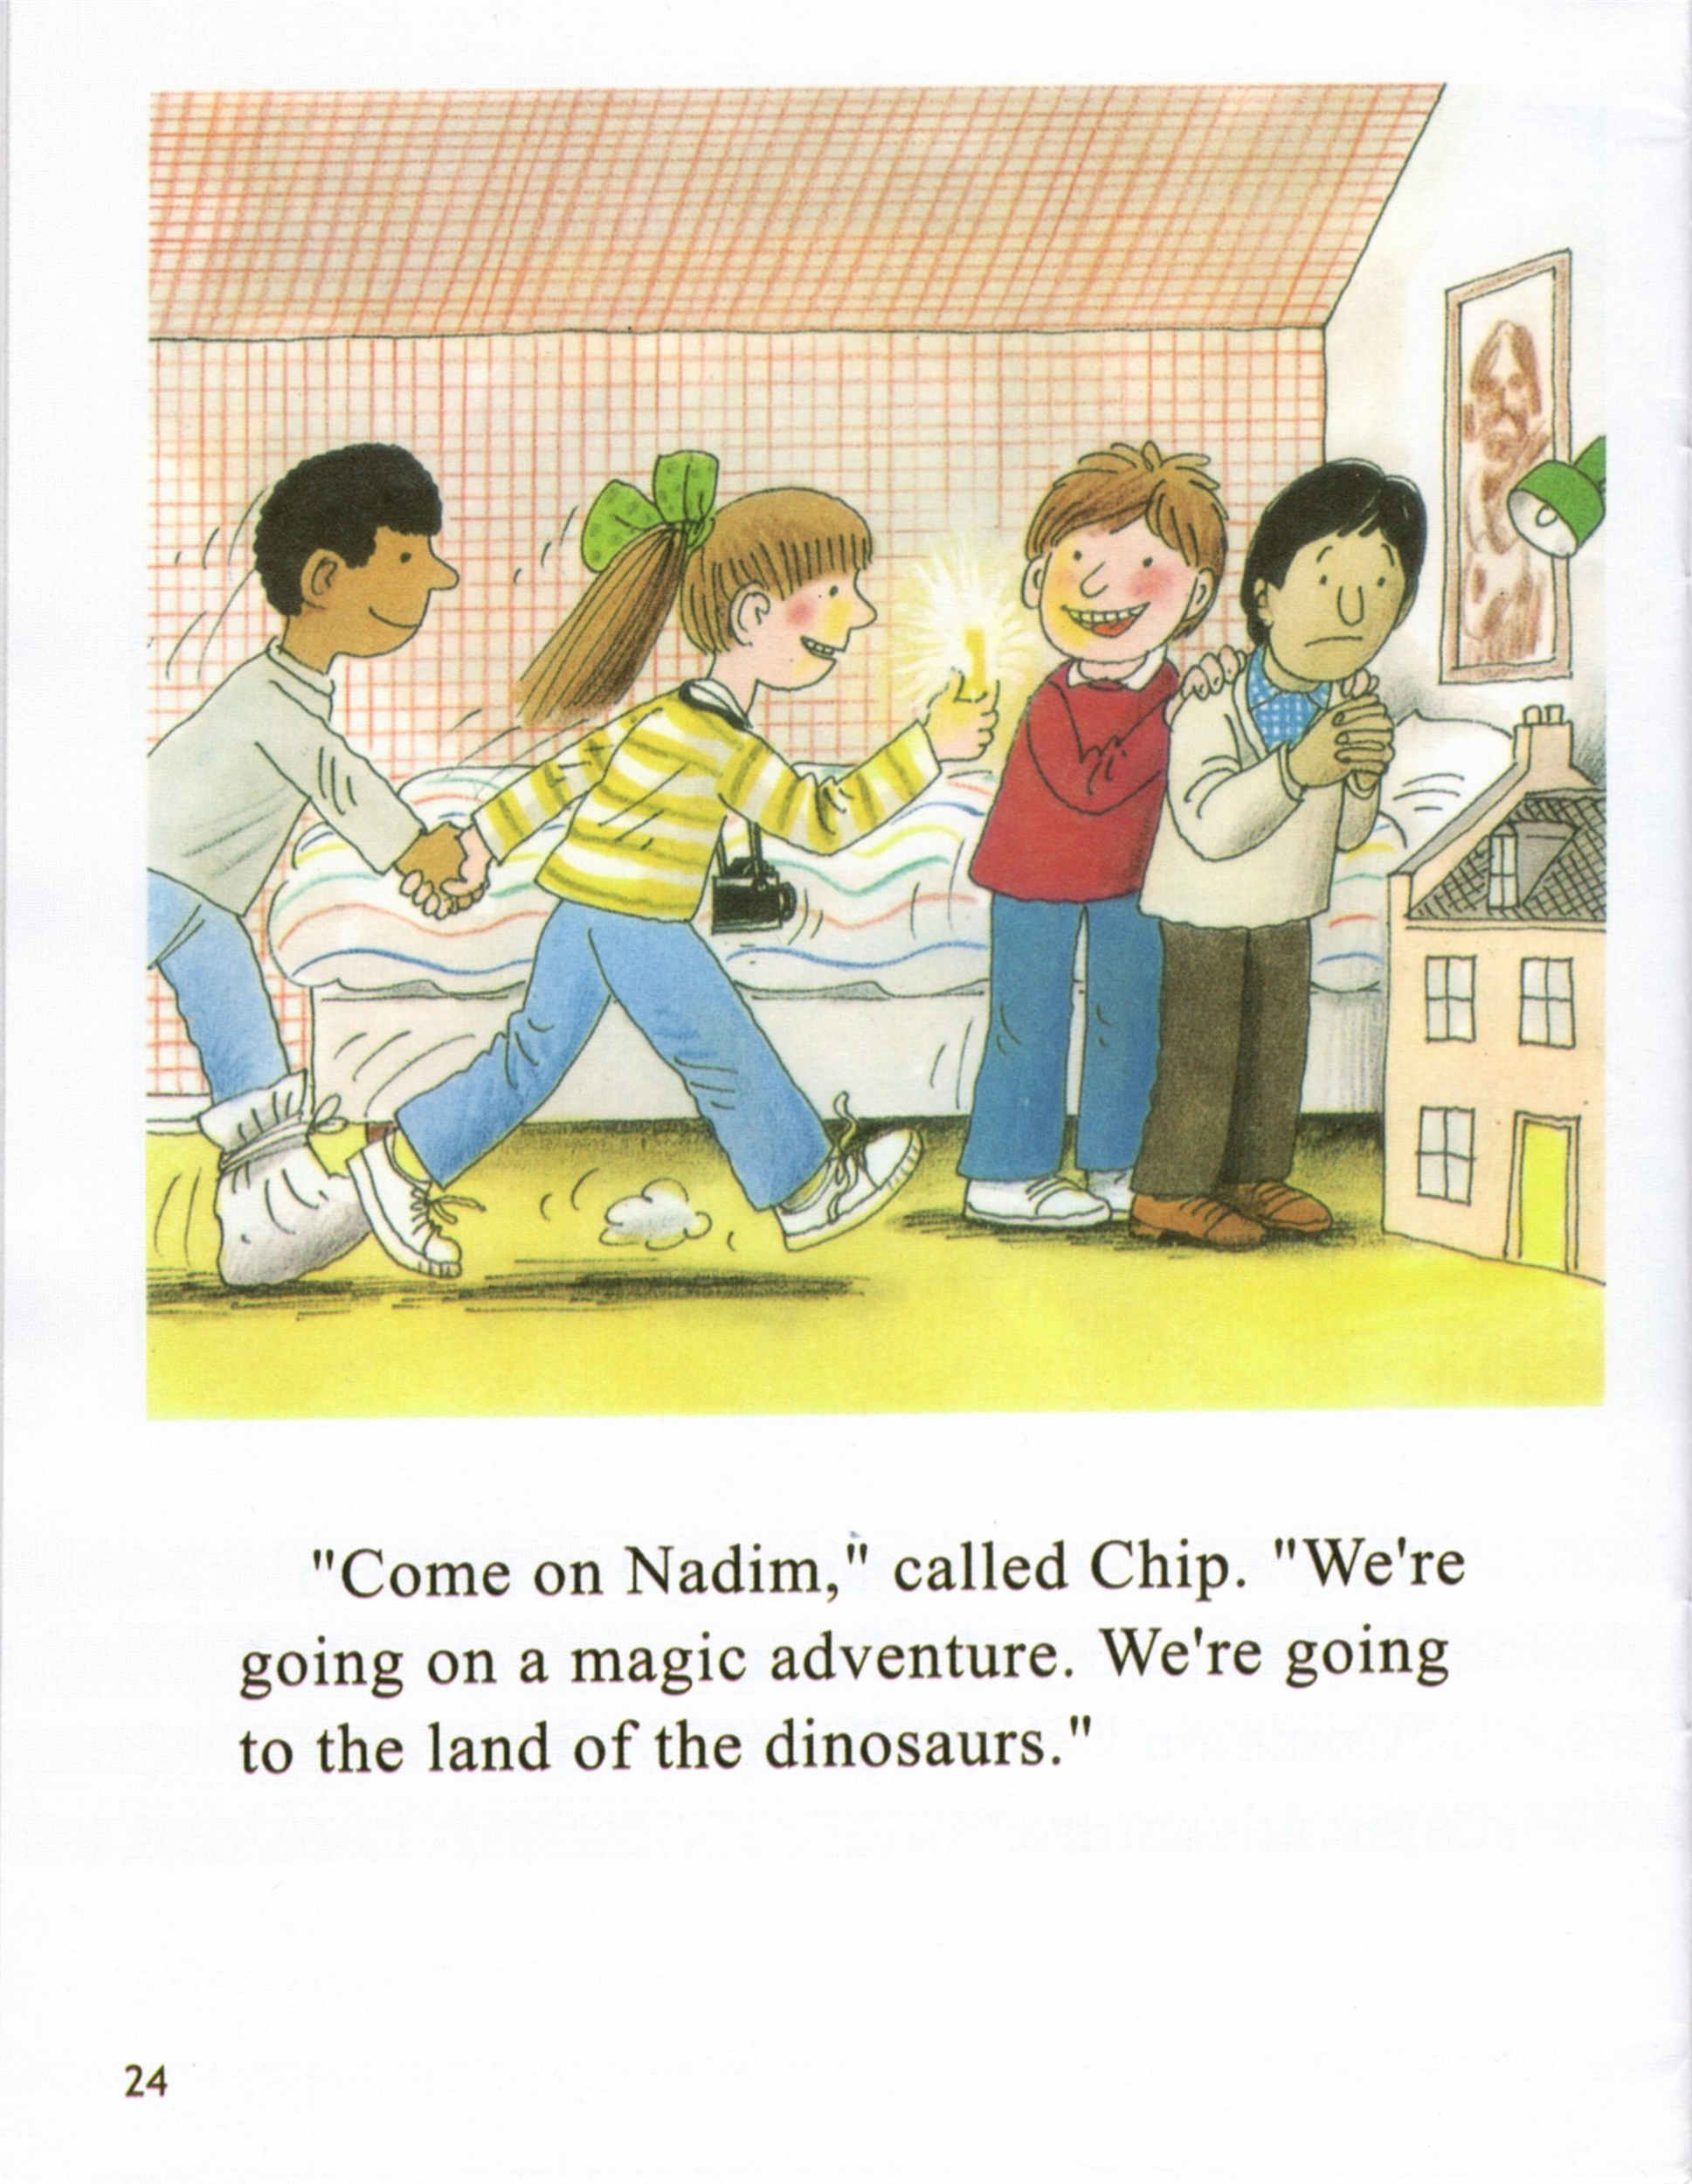 "Come on Nadim," called Chip. "We're
going on a magic adventure. We're going
to the land of the dinosaurs."
24